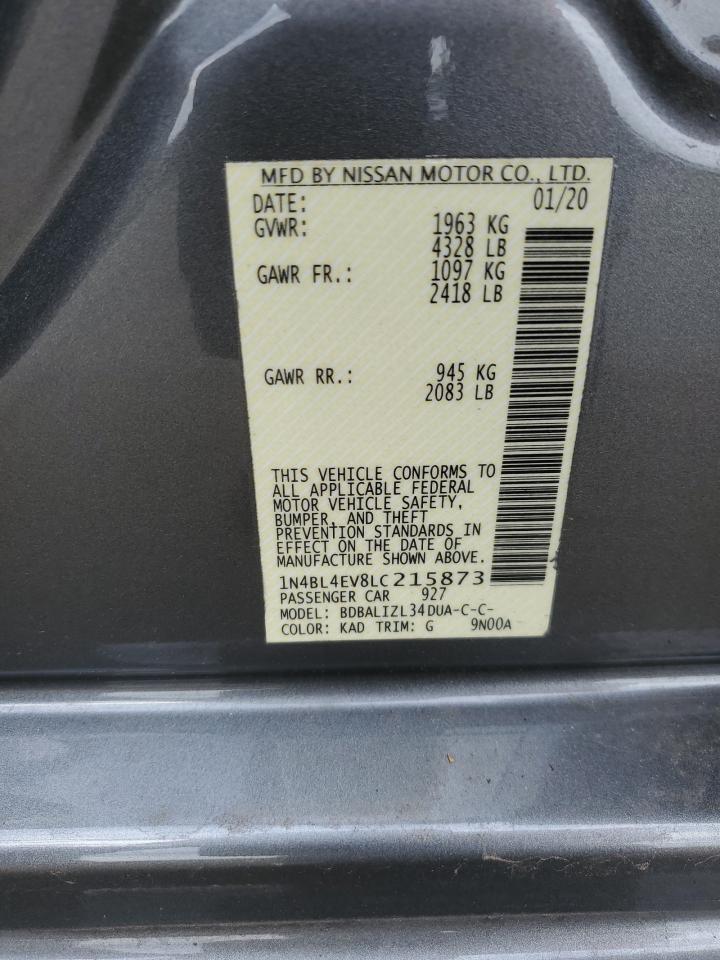 MFD BY NISSAN MOTOR CO., LTD.
DATE: 01/20
GVWR: 1963 KG
4328 LB
GAWR FR.: 1097 KG
2418 LB
GAWR RR.: 945 KG
2083 LB
THIS VEHICLE CONFORMS TO
ALL APPLICABLE FEDERAL
MOTOR VEHICLE SAFETY,
BUMPER, AND THEFT
PREVENTION STANDARDS IN
EFFECT ON THE DATE OF
MANUFACTURE SHOWN ABOVE.
1N4BL4EV8LC215873
PASSENGER CAR 927
MODEL: BDBALIZL34DUA-C-C-
COLOR: KAD TRIM: G 9N00A